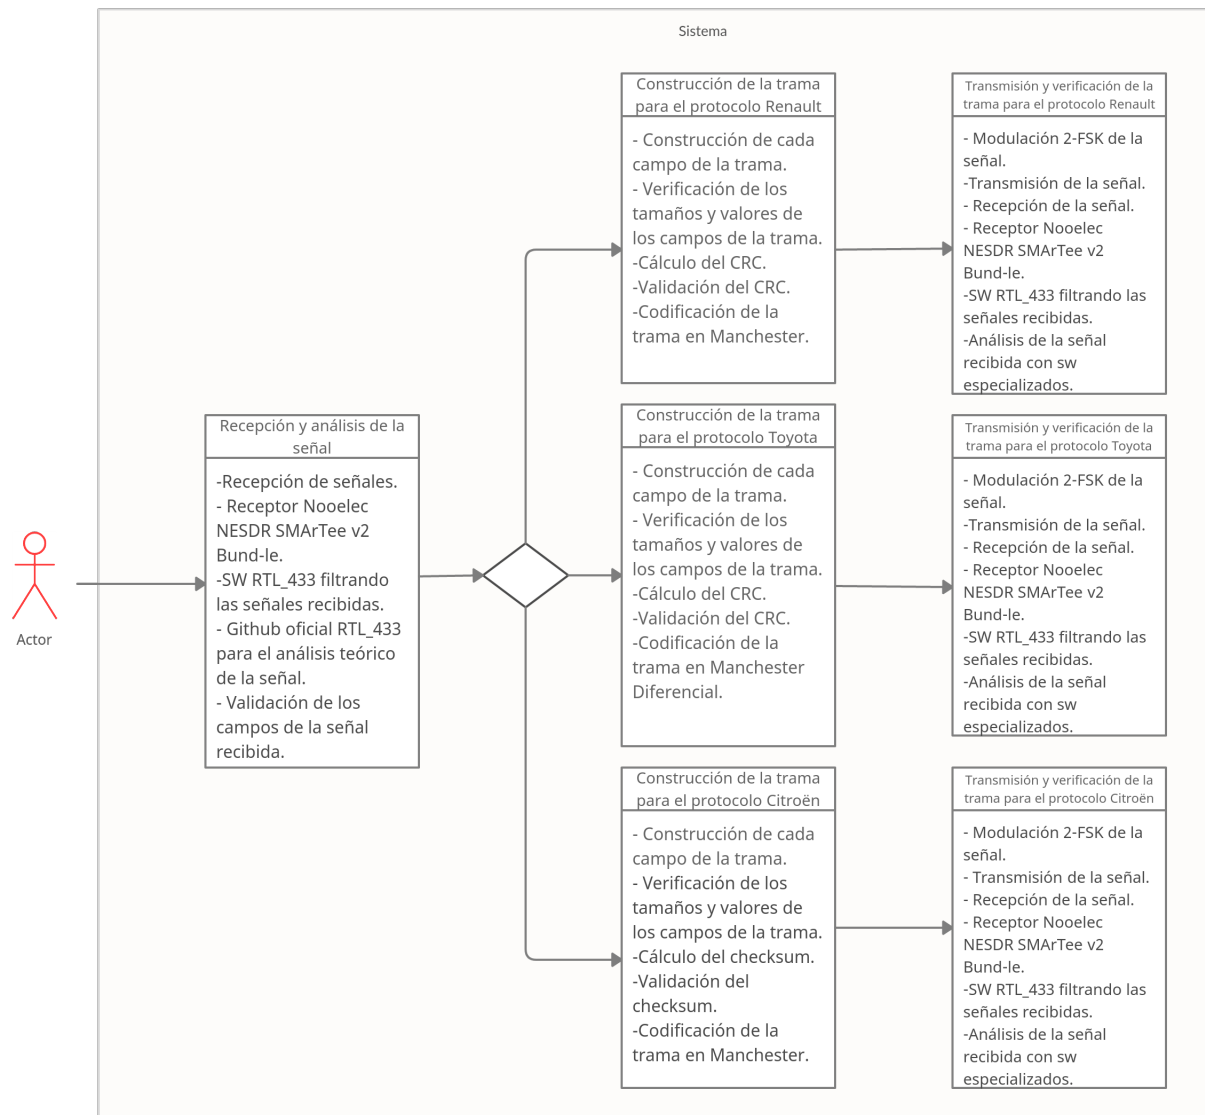 Sistema
Actor
Recepción y análisis de la
señal
-Recepción de señales.
- Receptor Nooelec
NESDR SMArTee v2
Bund-le.
-SW RTL_433 filtrando
las señales recibidas.
- Github oficial RTL_433
para el análisis teórico
de la señal.
- Validación de los
campos de la señal
recibida.
Construcción de la trama
para el protocolo Renault
- Construcción de cada
campo de la trama.
- Verificación de los
tamaños y valores de
los campos de la trama.
-Cálculo del CRC.
-Validación del CRC.
-Codificación de la
trama en Manchester.
Transmisión y verificación de la
trama para el protocolo Renault
- Modulación 2-FSK de la
señal.
-Transmisión de la señal.
- Recepción de la señal.
- Receptor Nooelec
NESDR SMArTee v2
Bund-le.
-SW RTL_433 filtrando las
señales recibidas.
-Análisis de la señal
recibida con sw
especializados.
Construcción de la trama
para el protocolo Toyota
- Construcción de cada
campo de la trama.
- Verificación de los
tamaños y valores de
los campos de la trama.
-Cálculo del CRC.
-Validación del CRC.
-Codificación de la
trama en Manchester
Diferencial.
Transmisión y verificación de la
trama para el protocolo Toyota
- Modulación 2-FSK de la
señal.
-Transmisión de la señal.
- Recepción de la señal.
- Receptor Nooelec
NESDR SMArTee v2
Bund-le.
-SW RTL_433 filtrando las
señales recibidas.
-Análisis de la señal
recibida con sw
especializados.
Construcción de la trama
para el protocolo Citroën
- Construcción de cada
campo de la trama.
- Verificación de los
tamaños y valores de
los campos de la trama.
-Cálculo del checksum.
-Validación del
checksum.
-Codificación de la
trama en Manchester.
Transmisión y verificación de la
trama para el protocolo Citroën
- Modulación 2-FSK de la
señal.
- Transmisión de la señal.
- Recepción de la señal.
- Receptor Nooelec
NESDR SMArTee v2
Bund-le.
-SW RTL_433 filtrando las
señales recibidas.
-Análisis de la señal
recibida con sw
especializados.